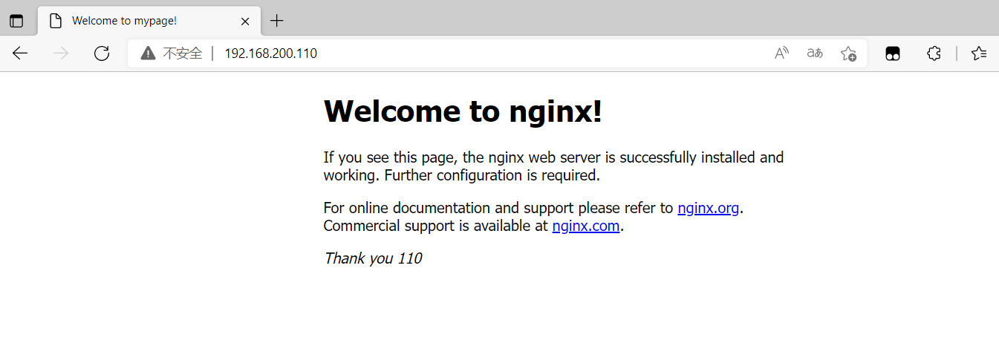 Welcome to mypage!
不安全
192.168.200.110
Welcome to nginx!
If you see this page, the nginx web server is successfully installed and
working. Further configuration is required.
For online documentation and support please refer to nginx.org.
Commercial support is available at nginx.com.
Thank you 110